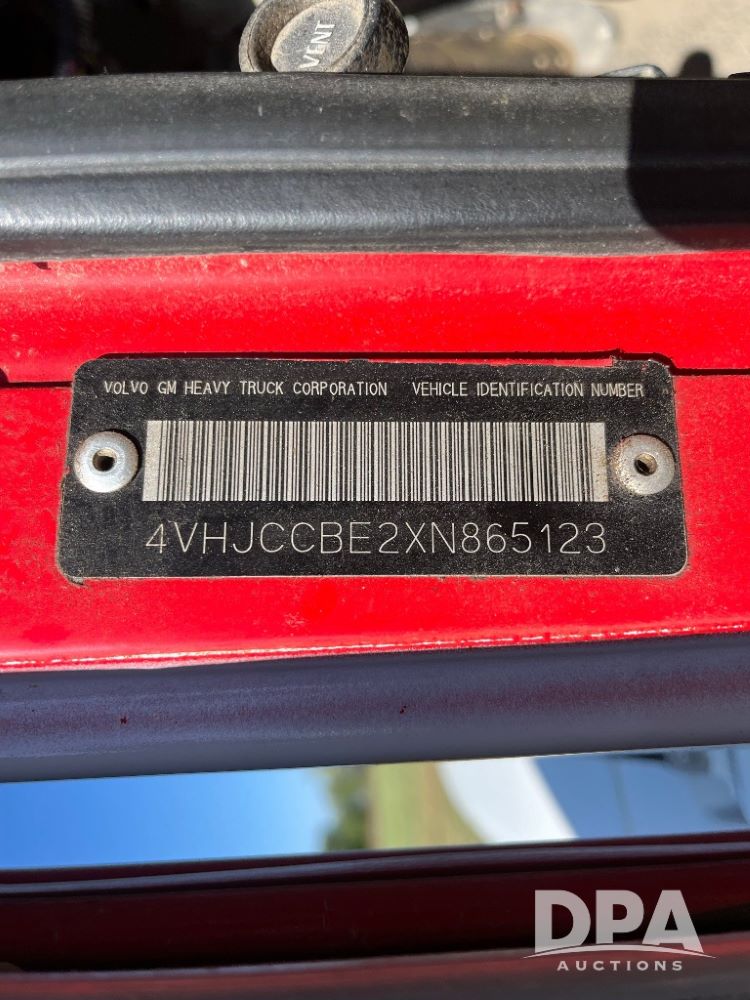 VENT
VOLVO GM HEAVY TRUCK CORPORATION VEHICLE IDENTIFICATION NUMBER
4VHJCCBE2XN865123
DPA
AUCTIONS